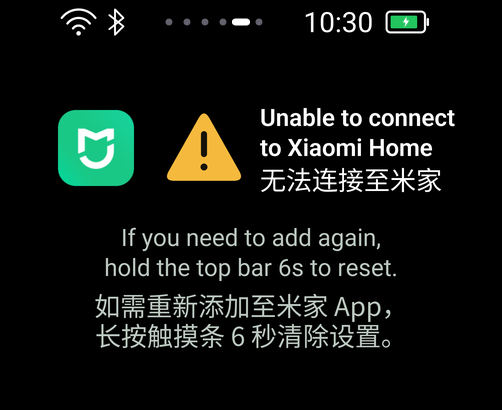 10:30
Unable to connect
to Xiaomi Home
无法连接至米家
If you need to add again,
hold the top bar 6s to reset.
如需重新添加至米家 App，
长按触摸条 6 秒清除设置。